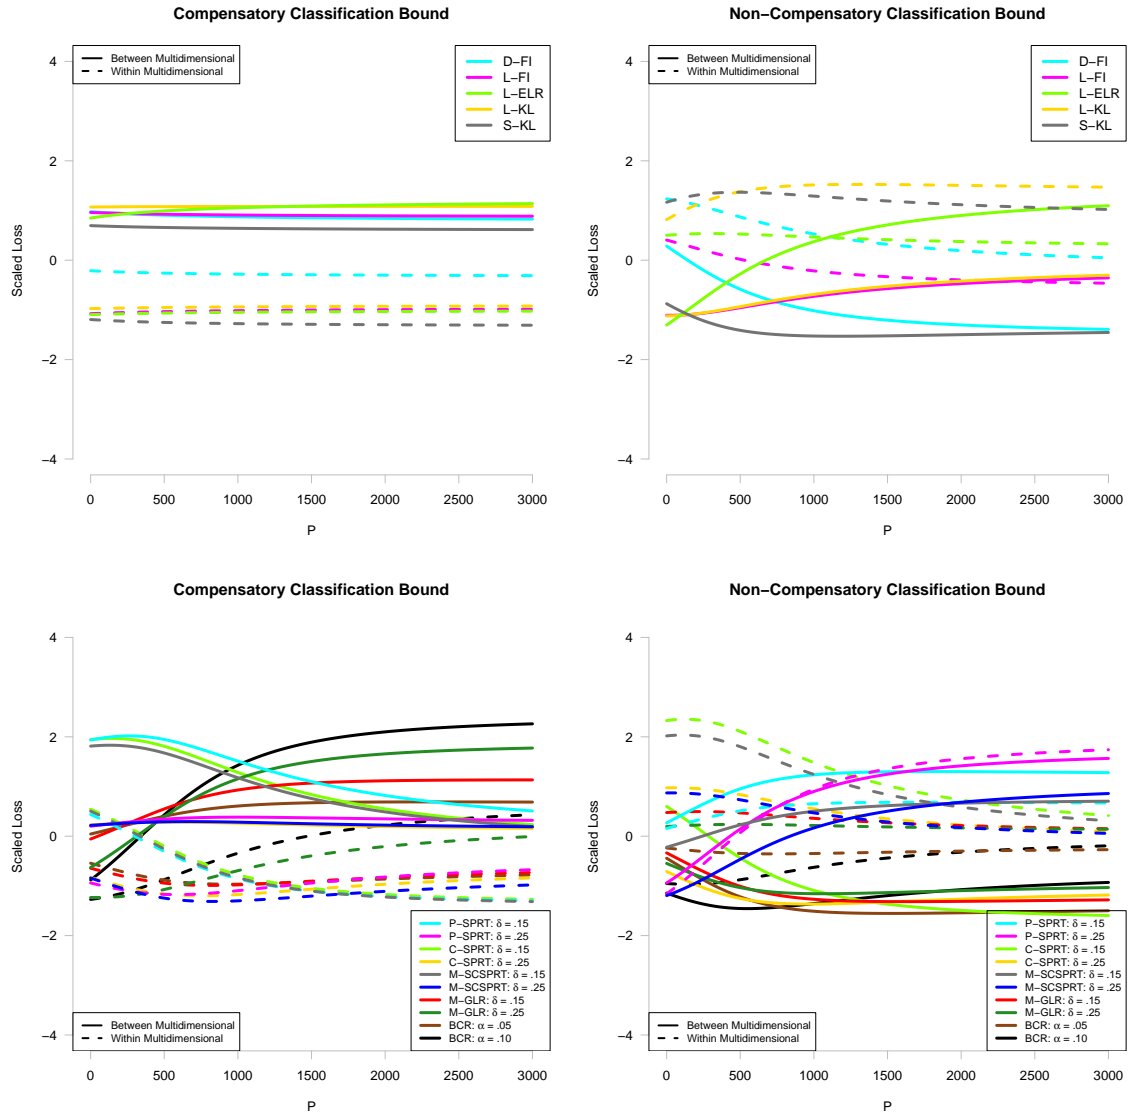 Compensatory Classification Bound
Non−Compensatory Classification Bound
Between Multidimensional
Within Multidimensional
D−FI
L−FI
L−ELR
L−KL
S−KL
Between Multidimensional
Within Multidimensional
D−FI
L−FI
L−ELR
L−KL
S−KL
Scaled Loss
4
2
0
−2
−4
Scaled Loss
4
2
0
−2
−4
0 500 1000 1500 2000 2500 3000
0 500 1000 1500 2000 2500 3000
P
P
Compensatory Classification Bound
Non−Compensatory Classification Bound
Scaled Loss
4
2
0
−2
−4
Scaled Loss
4
2
0
−2
−4
P−SPRT: δ = .15
P−SPRT: δ = .25
C−SPRT: δ = .15
C−SPRT: δ = .25
M−SCSPRT: δ = .15
M−SCSPRT: δ = .25
M−GLR: δ = .15
M−GLR: δ = .25
BCR: α = .05
BCR: α = .10
Between Multidimensional
Within Multidimensional
P−SPRT: δ = .15
P−SPRT: δ = .25
C−SPRT: δ = .15
C−SPRT: δ = .25
M−SCSPRT: δ = .15
M−SCSPRT: δ = .25
M−GLR: δ = .15
M−GLR: δ = .25
BCR: α = .05
BCR: α = .10
Between Multidimensional
Within Multidimensional
0 500 1000 1500 2000 2500 3000
0 500 1000 1500 2000 2500 3000
P
P